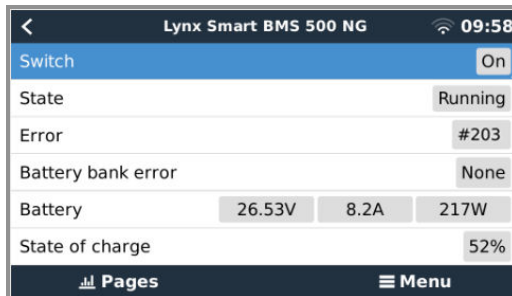 Lynx Smart BMS 500 NG 09:58
Switch On
State Running
Error #203
Battery bank error None
Battery 26.53V 8.2A 217W
State of charge 52%
Pages Menu